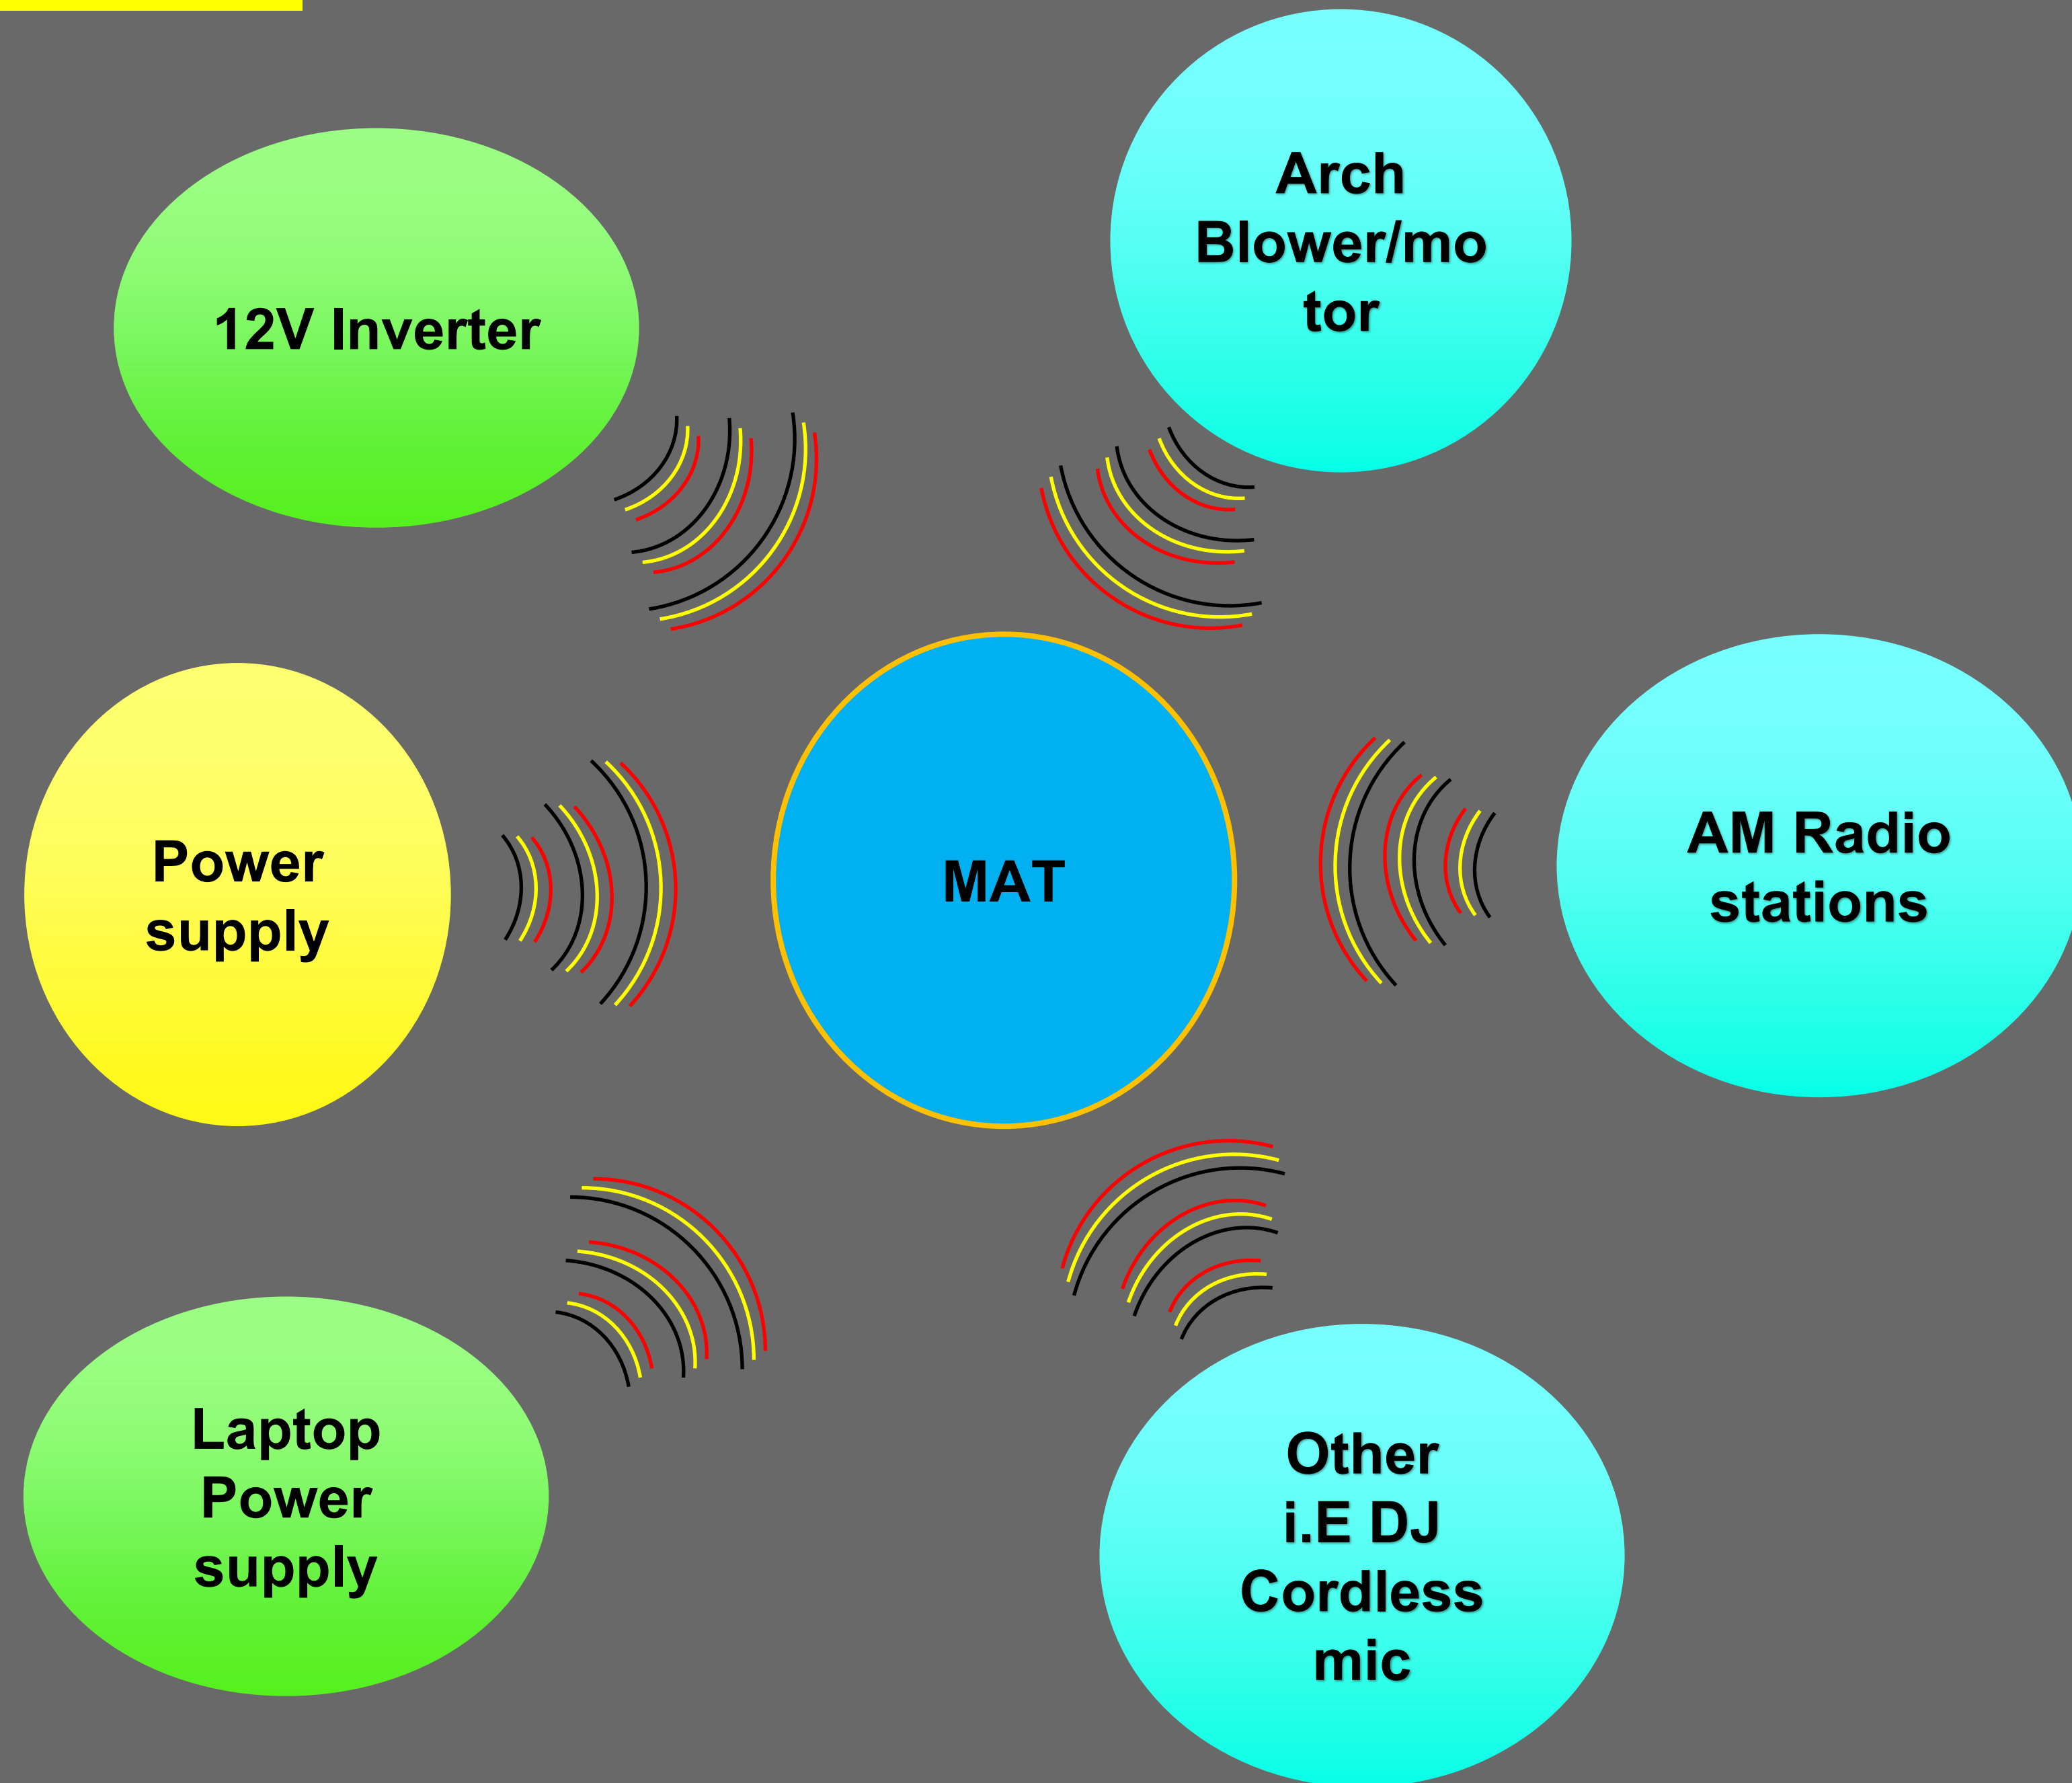 12V Inverter
Arch
Blower/mo
tor
Power
supply
MAT
AM Radio
stations
Laptop
Power
supply
Other
i.E DJ
Cordless
mic